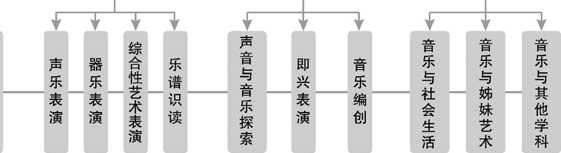 声乐表演
器乐表演
综合性艺术表演
乐谱识读
声音与音乐探索
即兴表演
音乐编创
音乐与社会生活
音乐与姊妹艺术
音乐与其他学科